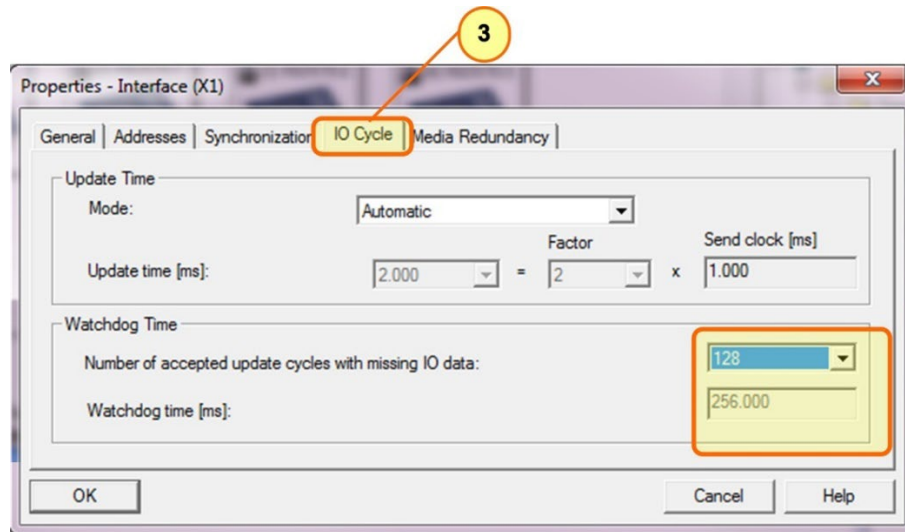 3
Properties - Interface (X1)
General Addresses Synchronization IO Cycle Media Redundancy
Update Time
Mode: Automatic
Factor Send clock [ms]
Update time [ms]: 2.000 = 2 x 1.000
Watchdog Time
Number of accepted update cycles with missing IO data: 128
Watchdog time [ms]: 256.000
OK Cancel Help